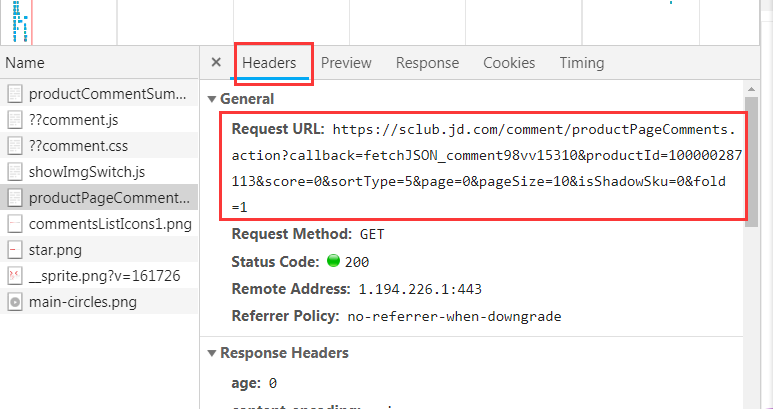 Name
productCommentSum...
??comment.js
??comment.css
showImgSwitch.js
productPageComment...
commentsListIcons1.png
star.png
__sprite.png?v=161726
main-circles.png
× Headers Preview Response Cookies Timing
▼ General
Request URL: https://sclub.jd.com/comment/productPageComments.
action?callback=fetchJSON_comment98vv15310&productId=100000287
113&score=0&sortType=5&page=0&pageSize=10&isShadowSku=0&fold
=1
Request Method: GET
Status Code: 200
Remote Address: 1.194.226.1:443
Referrer Policy: no-referrer-when-downgrade
▼ Response Headers
age: 0